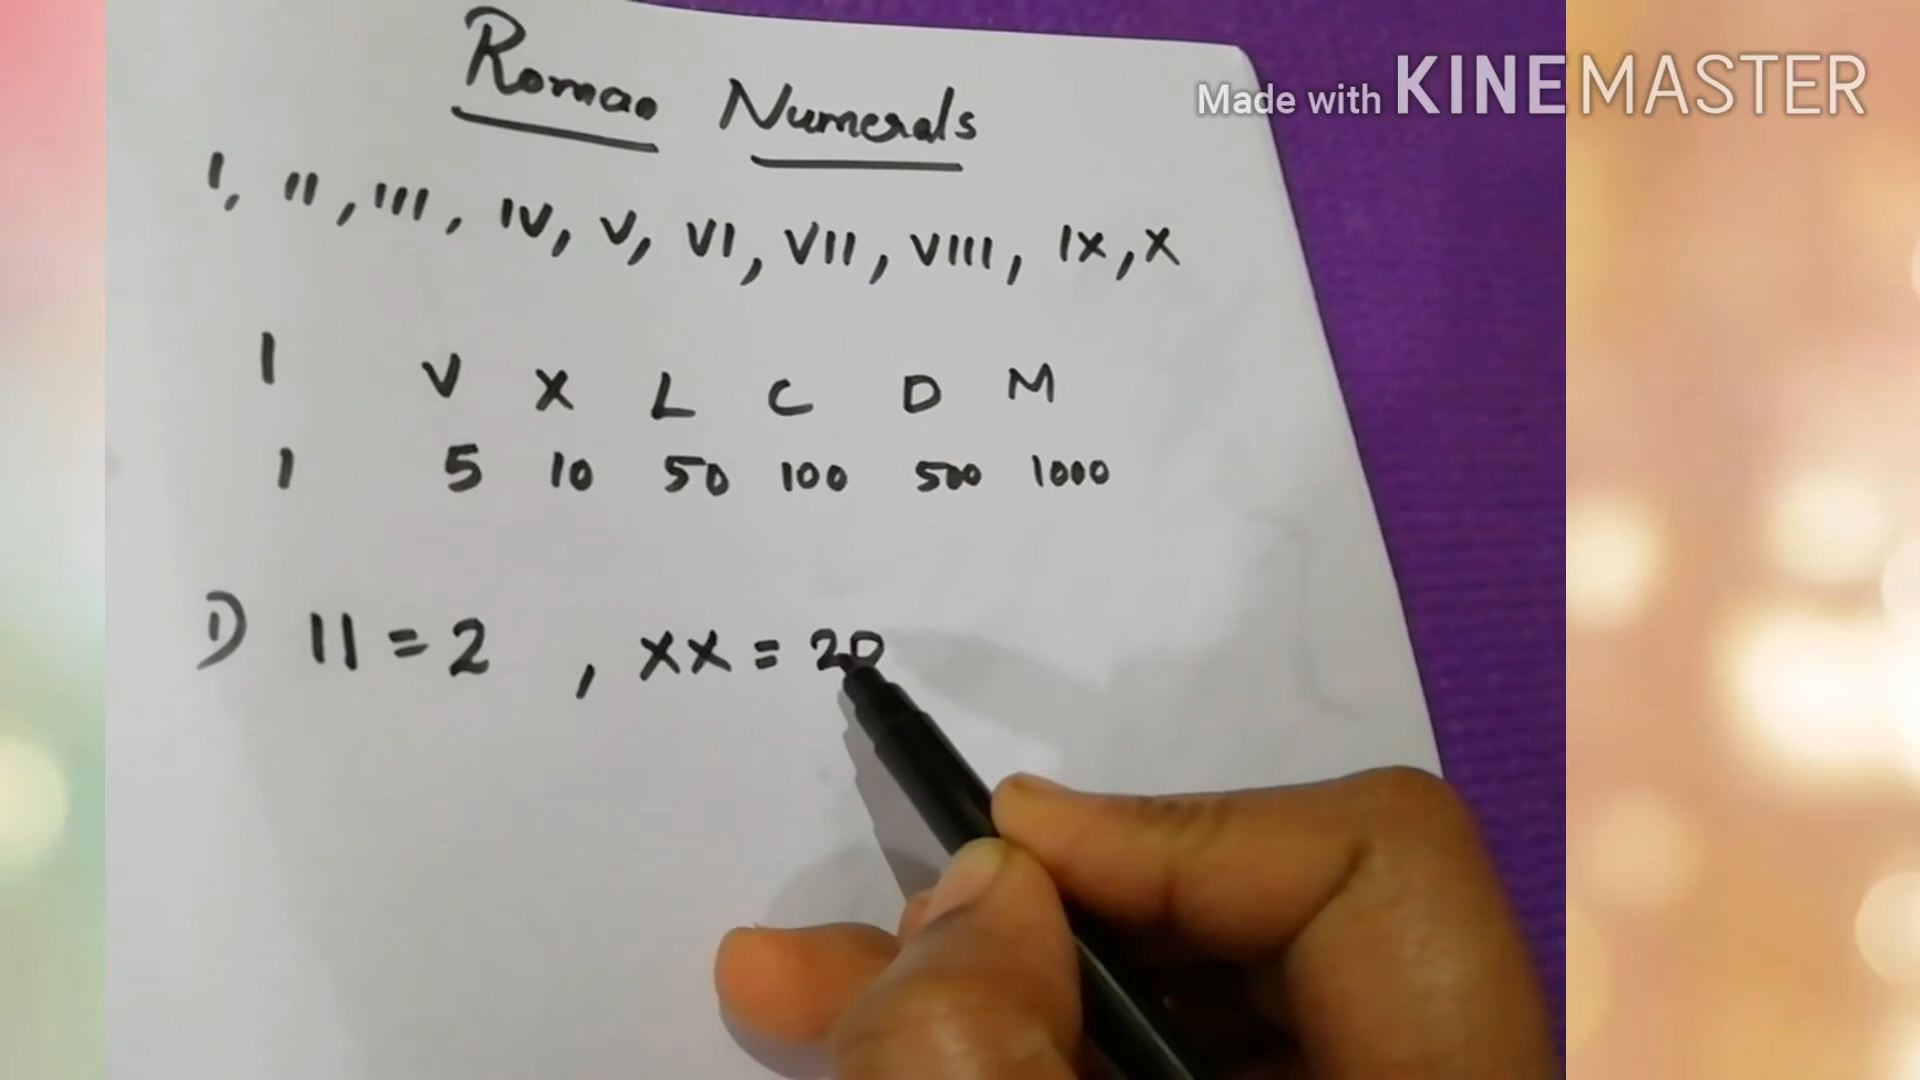 Made with KINEMASTER
Roman Numerals
I, II, III, IV, V, VI, VII, VIII, IX, X
I V X L C D M
1 5 10 50 100 500 1000
1) II = 2 , XX = 20